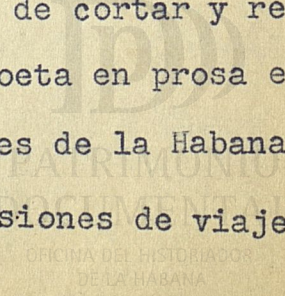 de cortar y re
oeta en prosa e
es de la Habana
PATRIMONIO
DOCUMENTAL
siones de viaje
OFICINA DEL HISTORIADOR
DE LA HABANA